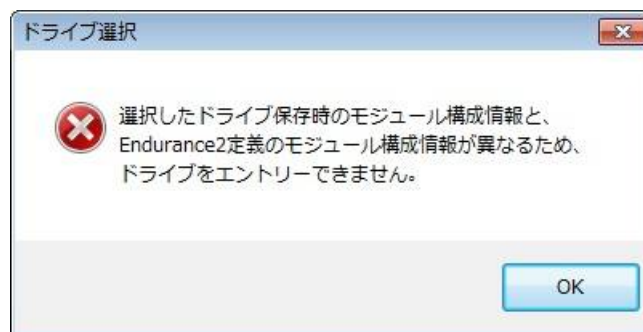 ドライブ選択
選択したドライブ保存時のモジュール構成情報と、
Endurance2定義のモジュール構成情報が異なるため、
ドライブをエントリーできません。
OK